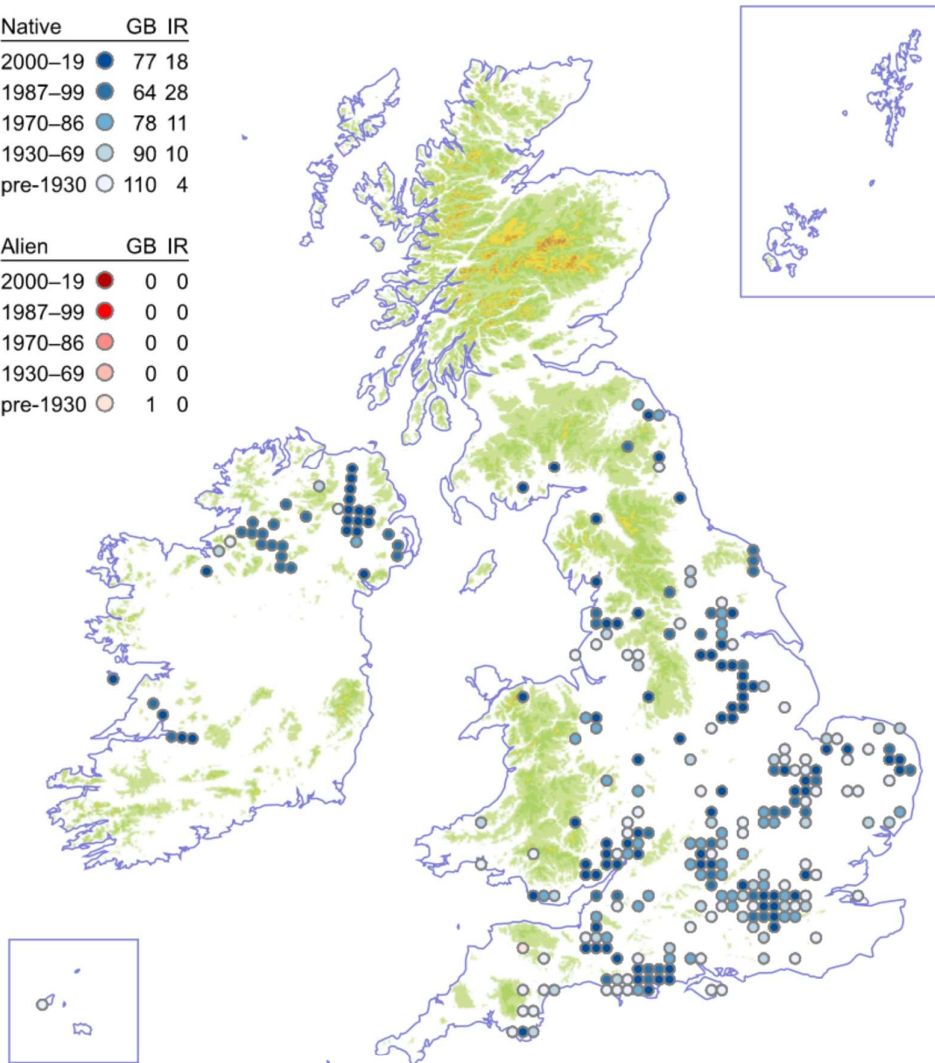 Native GB IR
2000–19 77 18
1987–99 64 28
1970–86 78 11
1930–69 90 10
pre-1930 110 4
Alien GB IR
2000–19 0 0
1987–99 0 0
1970–86 0 0
1930–69 0 0
pre-1930 1 0